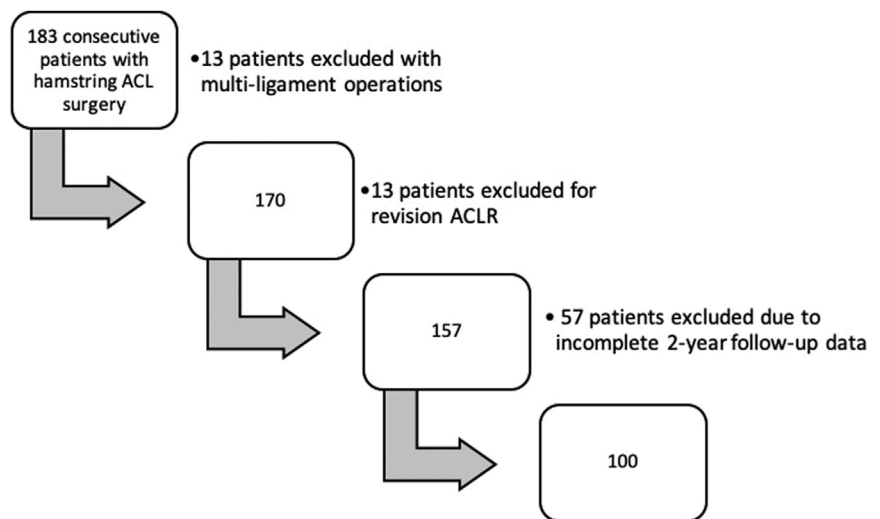 183 consecutive
patients with
hamstring ACL
surgery
•13 patients excluded with
multi-ligament operations
170
•13 patients excluded for
revision ACLR
157
• 57 patients excluded due to
incomplete 2-year follow-up data
100